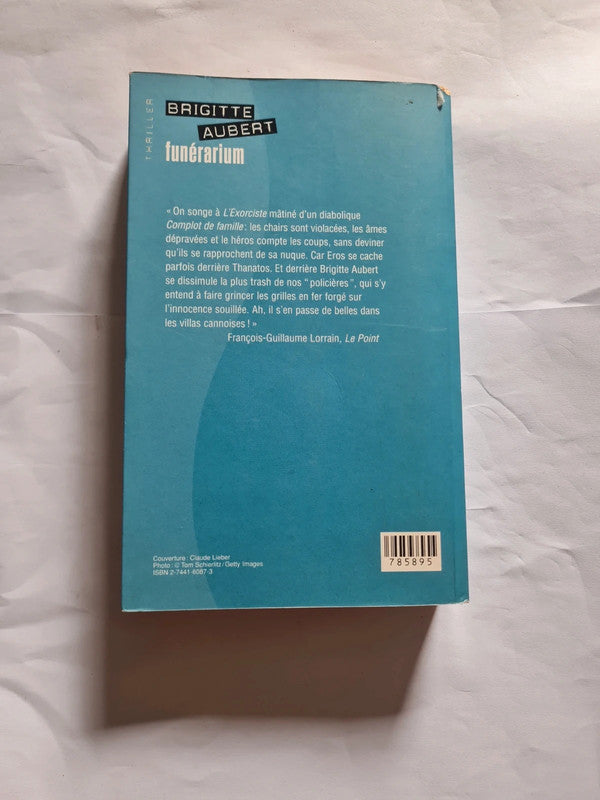 THRILLER
BRIGITTE
AUBERT
funérarium
« On songe à L'Exorciste mâtiné d'un diabolique
Complot de famille : les chairs sont violacées, les âmes
dépravées et le héros compte les coups, sans deviner
qu'ils se rapprochent de sa nuque. Car Eros se cache
parfois derrière Thanatos. Et derrière Brigitte Aubert
se dissimule la plus trash de nos "policières", qui s'y
entend à faire grincer les grilles en fer forgé sur
l'innocence souillée. Ah, il s'en passe de belles dans
les villas cannoises ! »
François-Guillaume Lorrain, Le Point
Couverture : Claude Lieber
Photo : © Tom Schierlitz / Getty Images
ISBN 2-7441-6087-3
785895